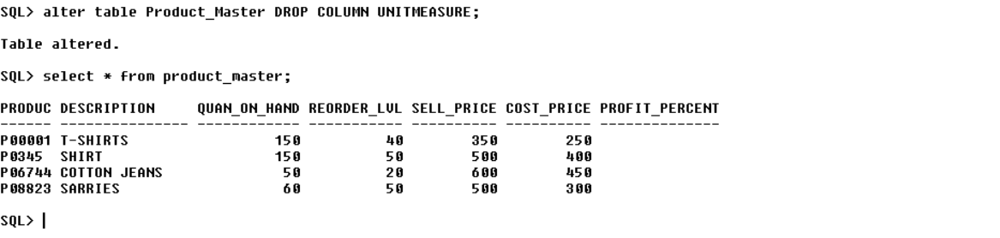 SQL> alter table Product_Master DROP COLUMN UNITMEASURE;
Table altered.
SQL> select * from product_master;
PRODUC DESCRIPTION     QUAN_ON_HAND REORDER_LVL SELL_PRICE COST_PRICE PROFIT_PERCENT
------ --------------- ------------ ----------- ---------- ---------- --------------
P00001 T-SHIRTS                 150          40        350        250
P0345  SHIRT                    150          50        500        400
P06744 COTTON JEANS              50          20        600        450
P08823 SARRIES                   60          50        500        300
SQL>